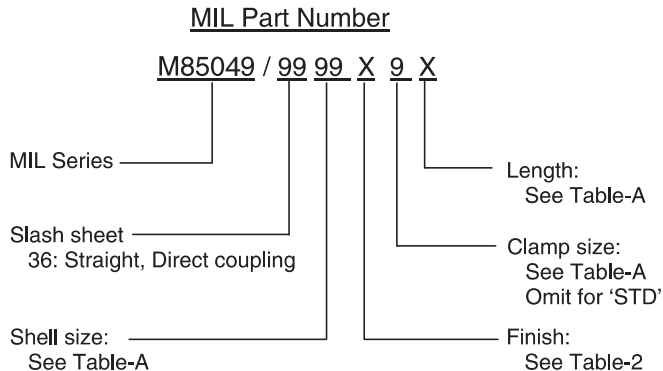 MIL Part Number
M85049 / 99 99 X 9 X
MIL Series
Slash sheet
36: Straight, Direct coupling
Shell size:
See Table-A
Length:
See Table-A
Clamp size:
See Table-A
Omit for ‘STD’
Finish:
See Table-2